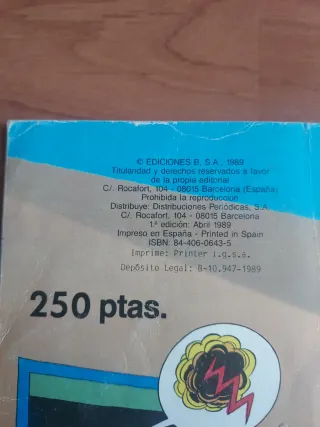 © EDICIONES B, S.A., 1989
Titularidad y derechos reservados a favor
de la propia editorial
C/. Rocafort, 104 - 08015 Barcelona (España)
Prohibida la reproducción
Distribuye: Distribuciones Periódicas, S.A.
C/. Rocafort, 104 - 08015 Barcelona
1.ª edición: Abril 1989
Impreso en España - Printed in Spain
ISBN: 84-406-0643-5
Imprime: Printer i.g.s.a.
Depósito Legal: B-10.947-1989
250 ptas.